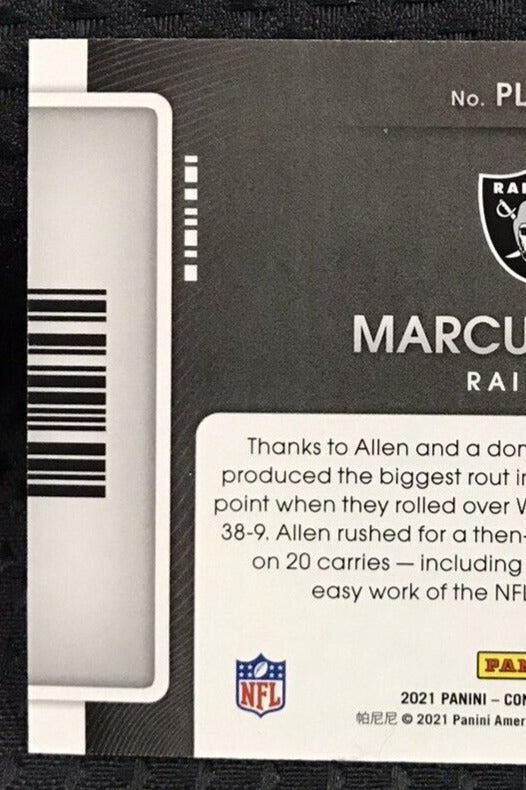 No. PL
RAI
MARCU
RAI
Thanks to Allen and a don
produced the biggest rout in
point when they rolled over W
38-9. Allen rushed for a then-
on 20 carries — including
easy work of the NFL
NFL
PAN
2021 PANINI – CON
帕尼尼 © 2021 Panini Amer